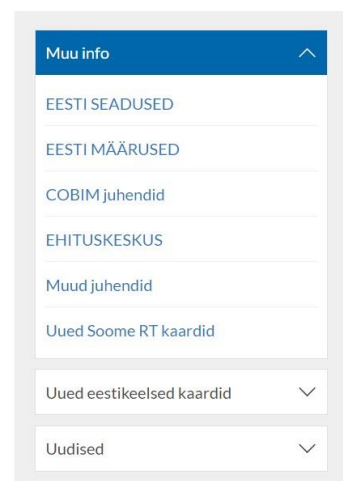 Muu info
EESTI SEADUSED
EESTI MÄÄRUSED
COBIM juhendid
EHITUSKESKUS
Muud juhendid
Uued Soome RT kaardid
Uued eestikeelsed kaardid
Uudised